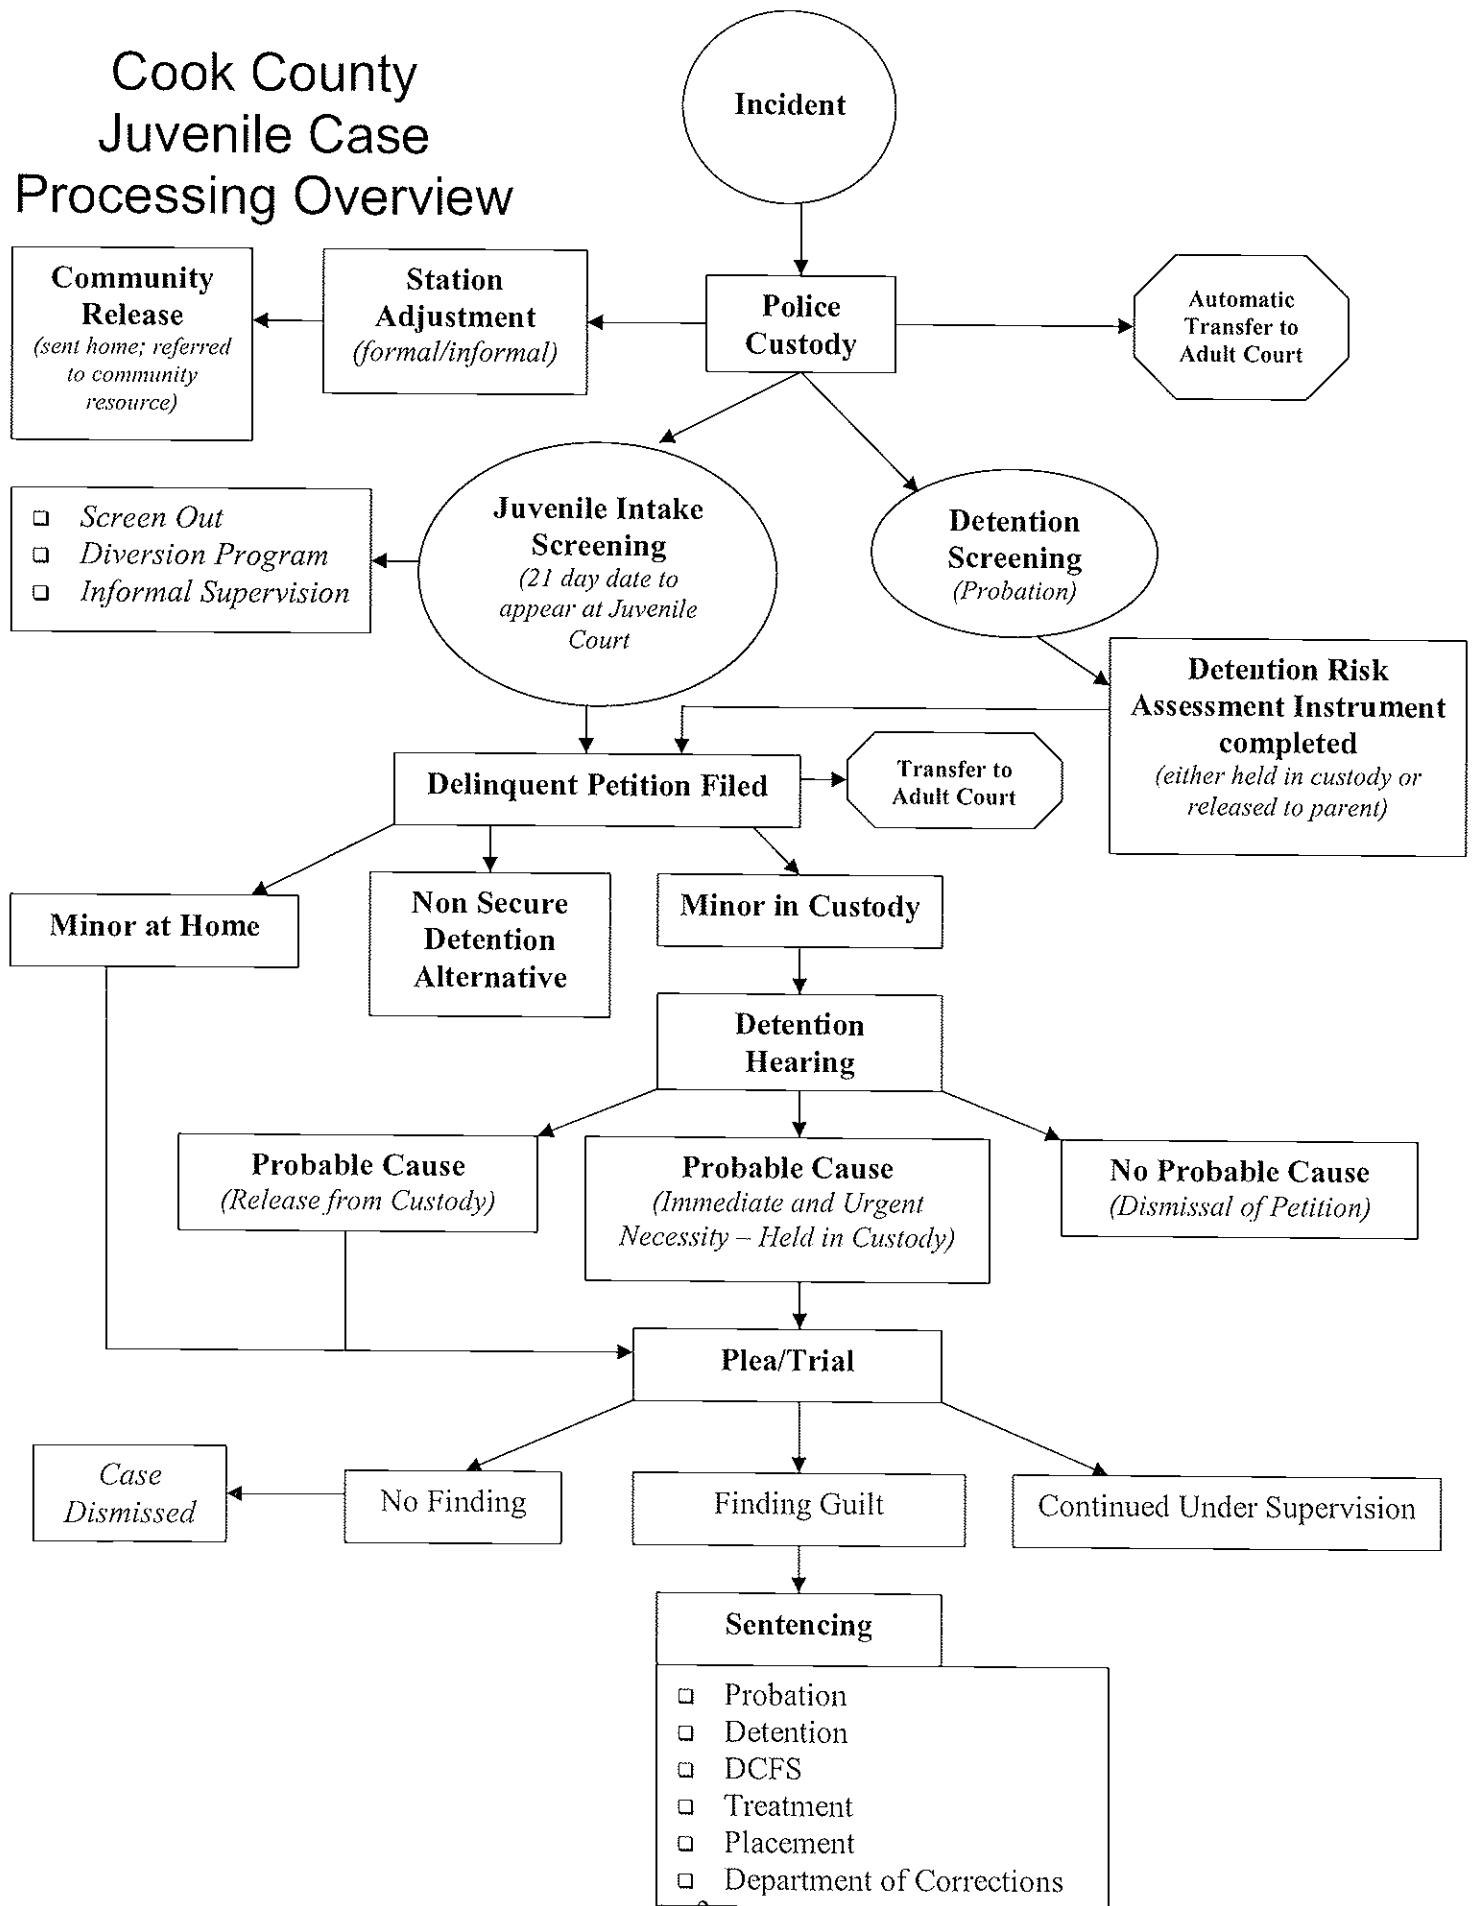 Cook County
Juvenile Case
Processing Overview
Incident
Community
Release
(sent home; referred
to community
resource)
Station
Adjustment
(formal/informal)
Police
Custody
Automatic
Transfer to
Adult Court
❑ Screen Out
❑ Diversion Program
❑ Informal Supervision
Juvenile Intake
Screening
(21 day date to
appear at Juvenile
Court
Detention
Screening
(Probation)
Detention Risk
Assessment Instrument
completed
(either held in custody or
released to parent)
Delinquent Petition Filed
Transfer to
Adult Court
Minor at Home
Non Secure
Detention
Alternative
Minor in Custody
Detention
Hearing
Probable Cause
(Release from Custody)
Probable Cause
(Immediate and Urgent
Necessity – Held in Custody)
No Probable Cause
(Dismissal of Petition)
Plea/Trial
Case
Dismissed
No Finding
Finding Guilt
Continued Under Supervision
Sentencing
❑ Probation
❑ Detention
❑ DCFS
❑ Treatment
❑ Placement
❑ Department of Corrections